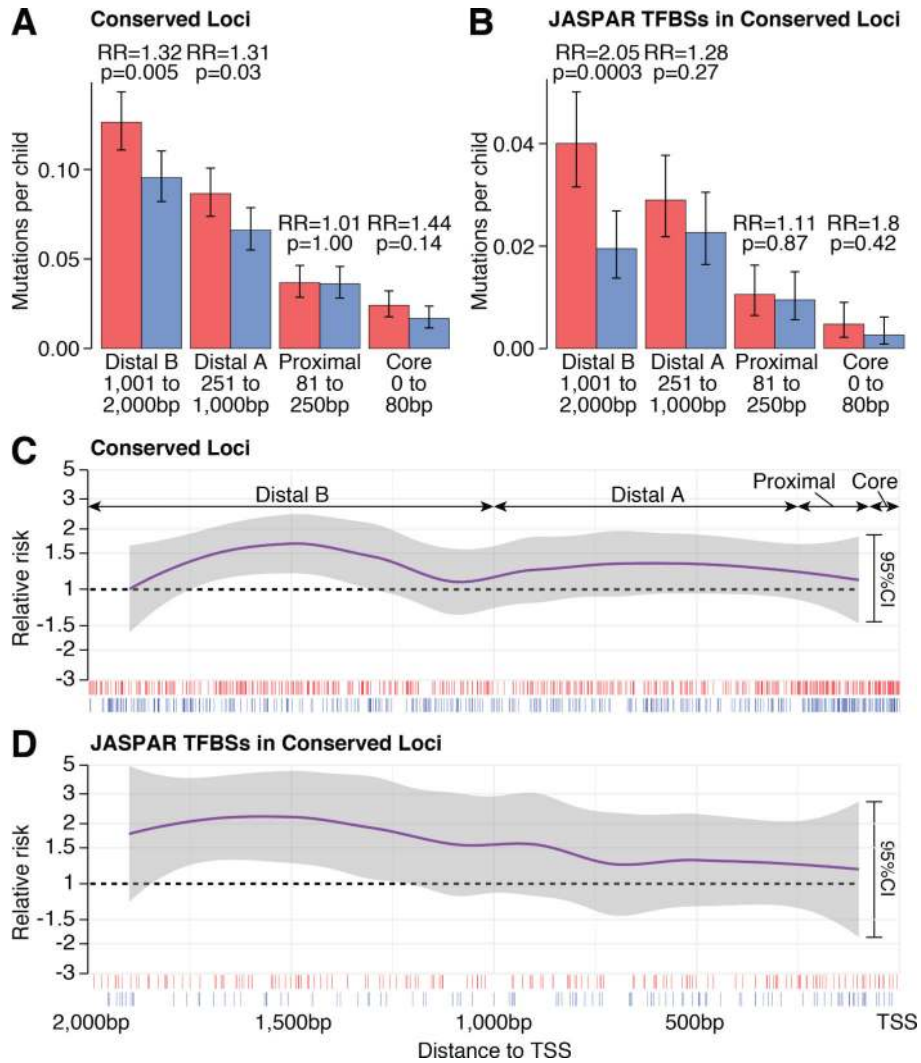 A
Conserved Loci
RR=1.32
p=0.005
RR=1.31
p=0.03
RR=1.01
p=1.00
RR=1.44
p=0.14
Mutations per child
0.10
0.05
0.00
Distal B
1,001 to
2,000bp
Distal A
251 to
1,000bp
Proximal
81 to
250bp
Core
0 to
80bp
B
JASPAR TFBSs in Conserved Loci
RR=2.05
p=0.0003
RR=1.28
p=0.27
RR=1.11
p=0.87
RR=1.8
p=0.42
Mutations per child
0.04
0.02
0.00
Distal B
1,001 to
2,000bp
Distal A
251 to
1,000bp
Proximal
81 to
250bp
Core
0 to
80bp
C
Conserved Loci
Relative risk
5
3
2
1.5
1
-1.5
-2
-3
Distal B
Distal A
Proximal
Core
95%CI
D
JASPAR TFBSs in Conserved Loci
Relative risk
5
3
2
1.5
1
-1.5
-2
-3
95%CI
2,000bp
1,500bp
1,000bp
500bp
TSS
Distance to TSS